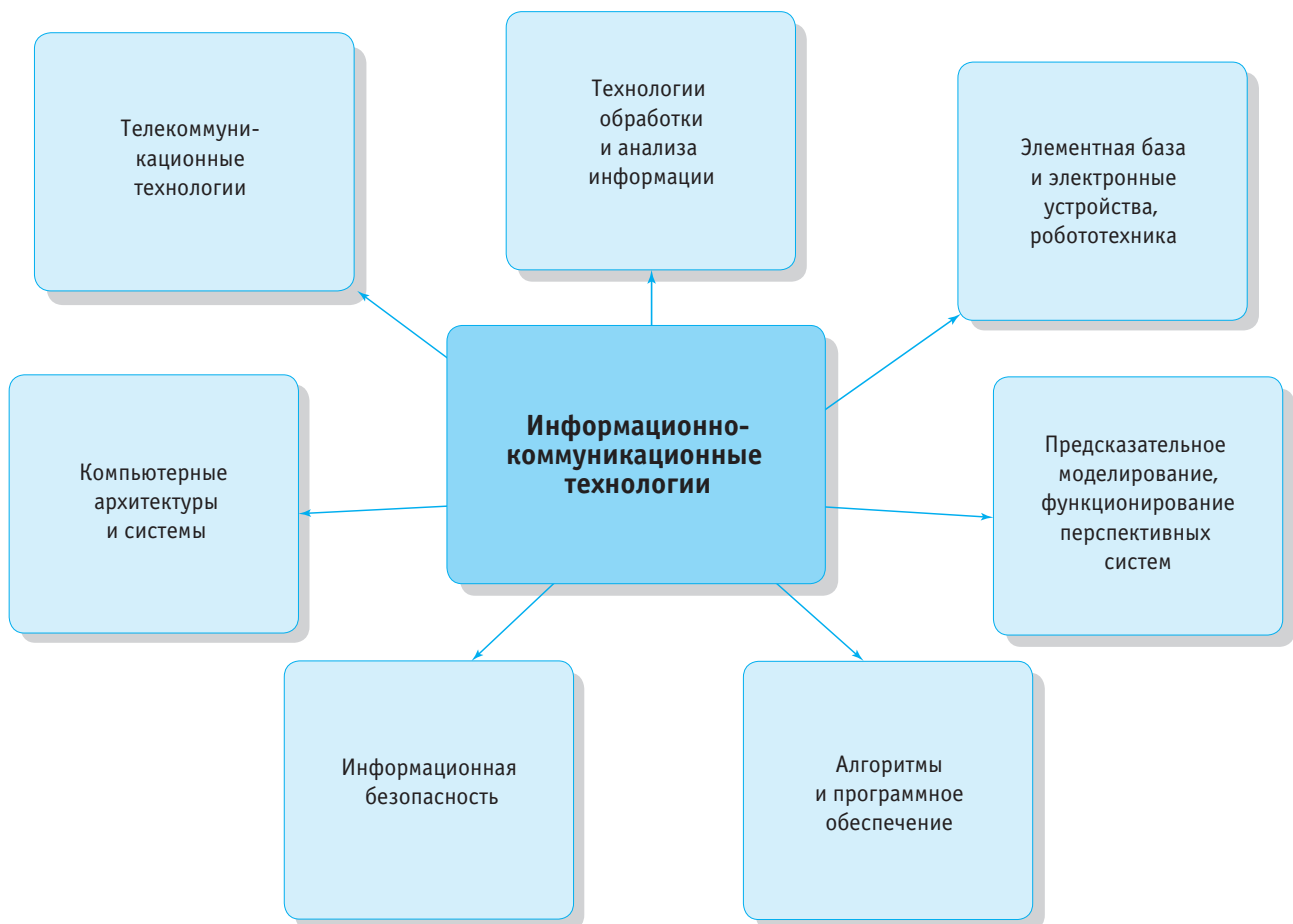 Телекоммуни-
кационные
технологии
Технологии
обработки
и анализа
информации
Элементная база
и электронные
устройства,
робототехника
Информационно-
коммуникационные
технологии
Компьютерные
архитектуры
и системы
Предсказательное
моделирование,
функционирование
перспективных
систем
Информационная
безопасность
Алгоритмы
и программное
обеспечение